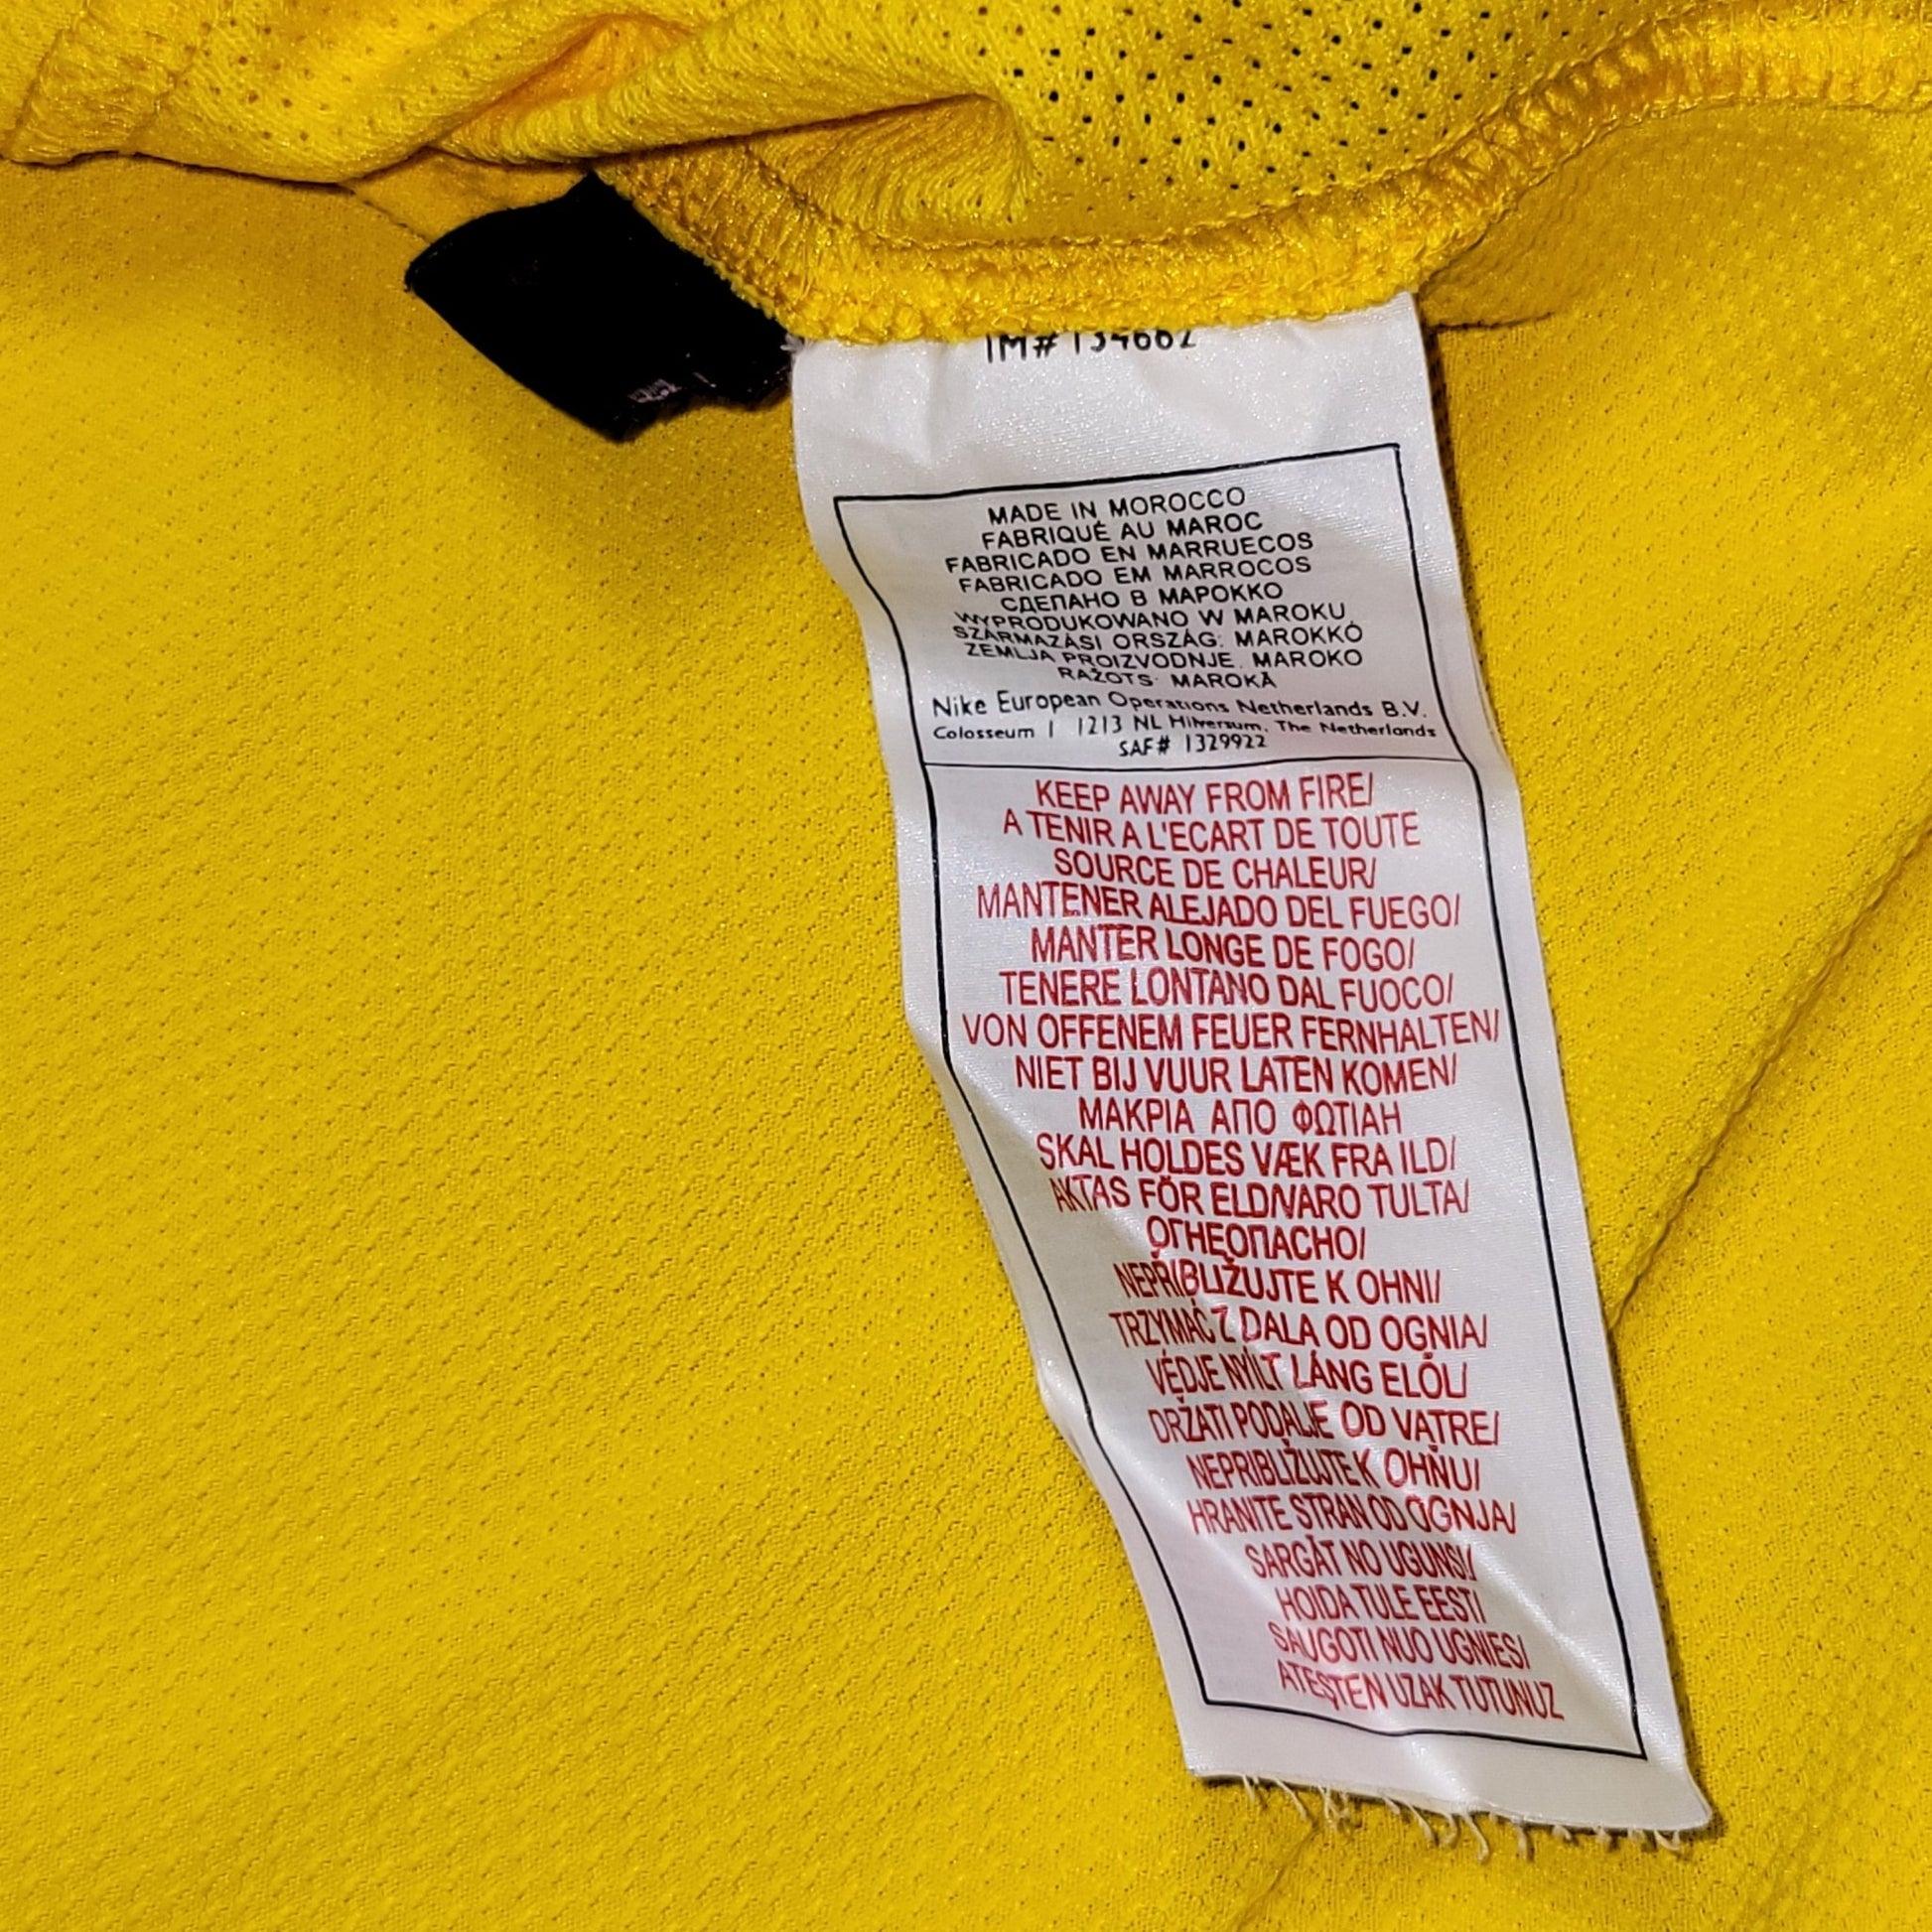 IM# 134662
MADE IN MOROCCO
FABRIQUÉ AU MAROC
FABRICADO EN MARRUECOS
FABRICADO EM MARROCOS
СДЕПАНО В МАРОККО
WYPRODUKOWANO W MAROKU
SZÁRMAZÁSI ORSZÁG: MAROKKÓ
ZEMLJA PROIZVODNJE: MAROKO
RAŽOTS: MAROKĀ
Nike European Operations Netherlands B.V.
Colosseum 1 1213 NL Hilversum, The Netherlands
SAF# 1329922
KEEP AWAY FROM FIRE/
A TENIR A L'ECART DE TOUTE
SOURCE DE CHALEUR/
MANTENER ALEJADO DEL FUEGO/
MANTER LONGE DE FOGO/
TENERE LONTANO DAL FUOCO/
VON OFFENEM FEUER FERNHALTEN/
NIET BIJ VUUR LATEN KOMEN/
ΜΑΚΡΙΑ ΑΠΟ ΦΩΤΙΑΗ
SKAL HOLDES VÆK FRA ILD/
AKTAS FÖR ELD/VARO TULTA/
ОГНЕОПАСНО/
NEPŘIBLIŽUJTE K OHNI/
TRZYMAĆ Z DALA OD OGNIA/
VÉDJE NYÍLT LÁNG ELŐL/
DRŽATI PODALJE OD VATRE/
NEPRIBLIŽUJTE K OHŇU/
HRANITE STRAN OD OGNJA/
SARGĀT NO UGUNS/
HOIDA TULE EEST/
SAUGOTI NUO UGNIES/
ATEŞTEN UZAK TUTUNUZ